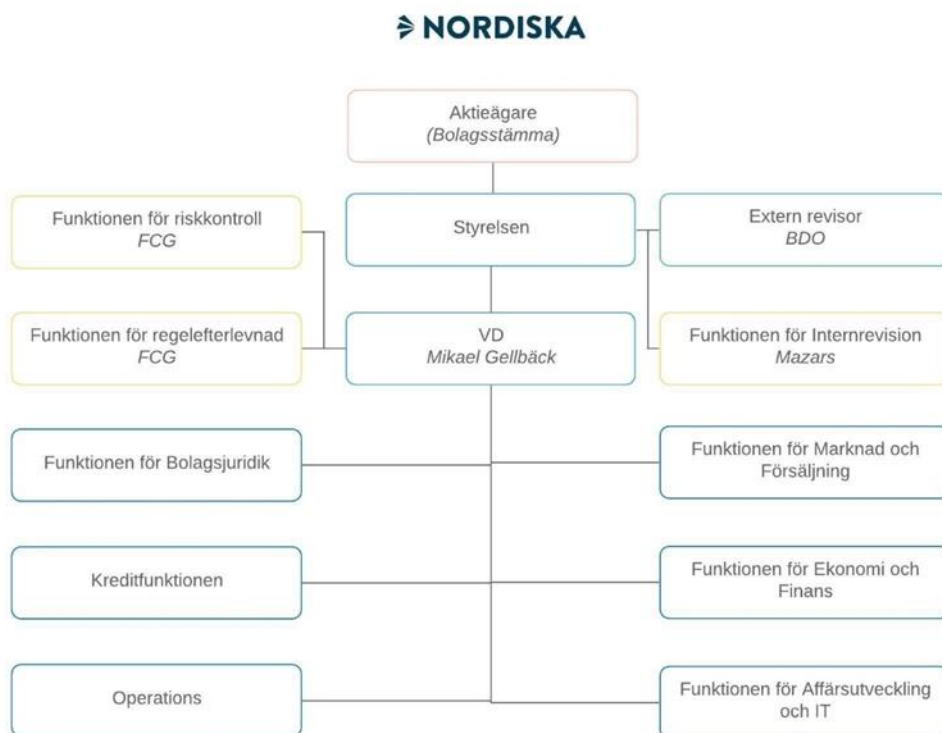 NORDISKA
Aktieägare
(Bolagsstämma)
Funktionen för riskkontroll
FCG
Styrelsen
Extern revisor
BDO
Funktionen för regelefterlevnad
FCG
VD
Mikael Gellbäck
Funktionen för Internrevision
Mazars
Funktionen för Bolagsjuridik
Funktionen för Marknad och
Försäljning
Kreditfunktionen
Funktionen för Ekonomi och
Finans
Operations
Funktionen för Affärsutveckling
och IT